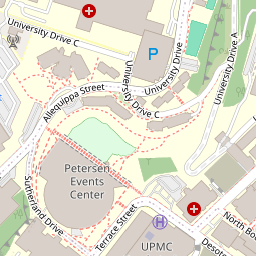 University Drive C
P
University Drive
University Drive A
Allequippa Street
University Drive C
Petersen
Events
Center
Sutherland Drive
Terrace Street
H
UPMC
North Bo
Desoto